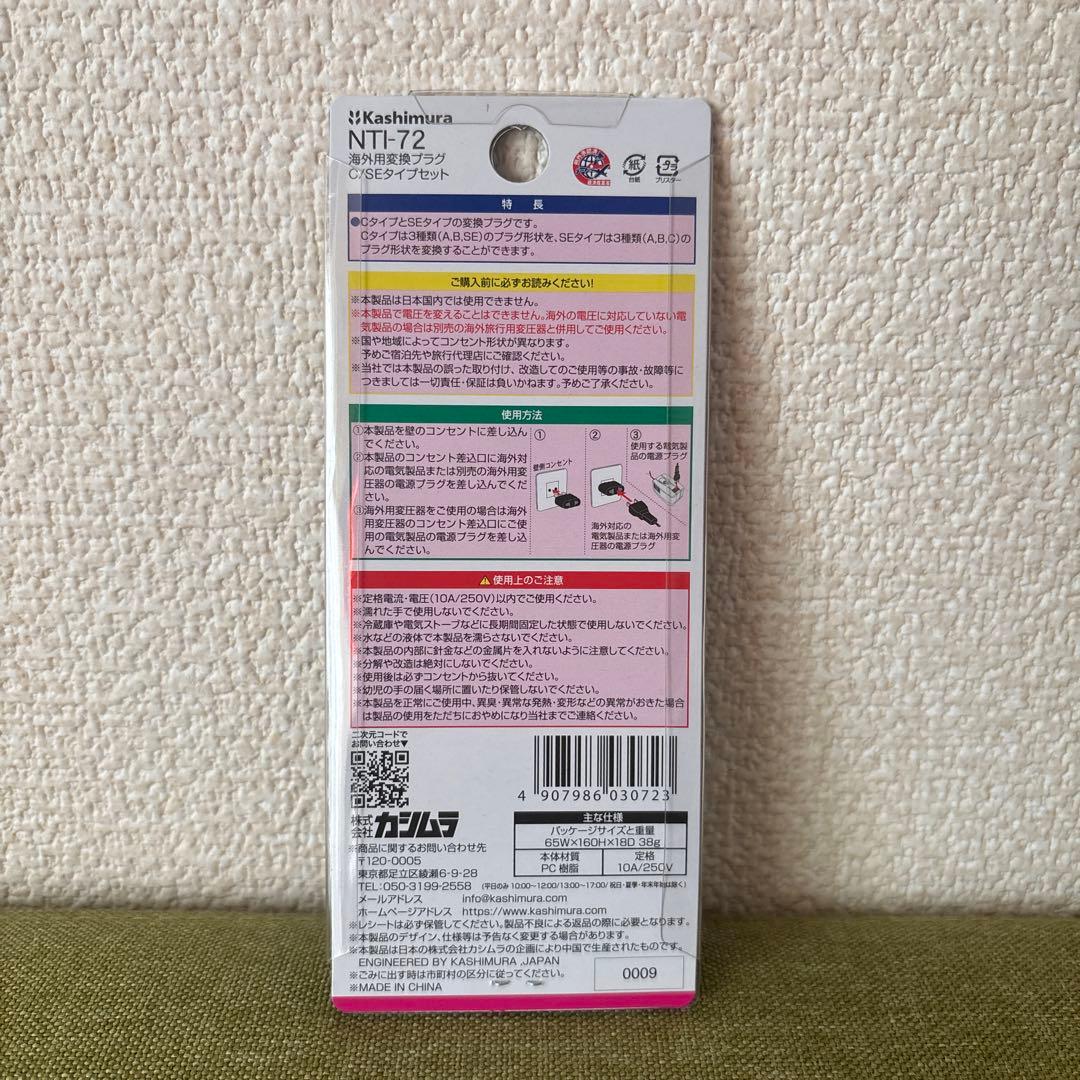 Kashimura
NTI-72
海外用変換プラグ
C/SEタイプセット
紙
台紙
プラ
ブリスター
特 長
●CタイプとSEタイプの変換プラグです。
Cタイプは3種類(A,B,SE)のプラグ形状を、SEタイプは3種類(A,B,C)の
プラグ形状を変換することができます。
ご購入前に必ずお読みください!
※本製品は日本国内では使用できません。
※本製品で電圧を変えることはできません。海外の電圧に対応していない電
気製品の場合は別売の海外旅行用変圧器と併用してご使用ください。
※国や地域によってコンセント形状が異なります。
予めご宿泊先や旅行代理店にご確認ください。
※当社では本製品の誤った取り付け、改造してのご使用等の事故・故障等に
つきましては一切責任・保証は負いかねます。予めご了承ください。
使用方法
①本製品を壁のコンセントに差し込ん
でください。
②本製品のコンセント差込口に海外対
応の電気製品または別売の海外用変
圧器の電源プラグを差し込んでくだ
さい。
③海外用変圧器をご使用の場合は海外
用変圧器のコンセント差込口にご使
用の電気製品の電源プラグを差し込
んでください。
①
壁側コンセント
②
海外対応の
電気製品または海外用変
圧器の電源プラグ
③
使用する電気製
品の電源プラグ
⚠使用上のご注意
※定格電流・電圧(10A/250V)以内でご使用ください。
※濡れた手で使用しないでください。
※冷蔵庫や電気ストーブなどに長期間固定した状態で使用しないでください。
※水などの液体で本製品を濡らさないでください。
※本製品の内部に針金などの金属片を入れないように注意してください。
※分解や改造は絶対にしないでください。
※使用後は必ずコンセントから抜いてください。
※幼児の手の届く場所に置いたり保管しないでください。
※本製品を正常にご使用中、異臭・異常な発熱・変形などの異常がおきた場合
は製品の使用をただちにおやめになり当社までご連絡ください。
二次元コードで
お問い合わせ▼
4 907986 030723
株式会社 カシムラ
主な仕様
パッケージサイズと重量
65W×160H×18D 38g
本体材質
PC樹脂
定格
10A/250V
※商品に関するお問い合わせ先
〒120-0005
東京都足立区綾瀬6-9-28
TEL:050-3199-2558 (平日のみ 10:00~12:00/13:00~17:00/ 祝日・夏季・年末年始は除く)
メールアドレス info@kashimura.com
ホームページアドレス https://www.kashimura.com
※レシートは必ず保管してください。製品不良による返品の際に必要となります。
※本製品のデザイン、仕様等は予告なく変更する場合があります。
※本製品は日本の株式会社カシムラの企画により中国で生産されたものです。
ENGINEERED BY KASHIMURA ,JAPAN
※ごみに出す時は市町村の区分に従ってください。
※MADE IN CHINA
0009